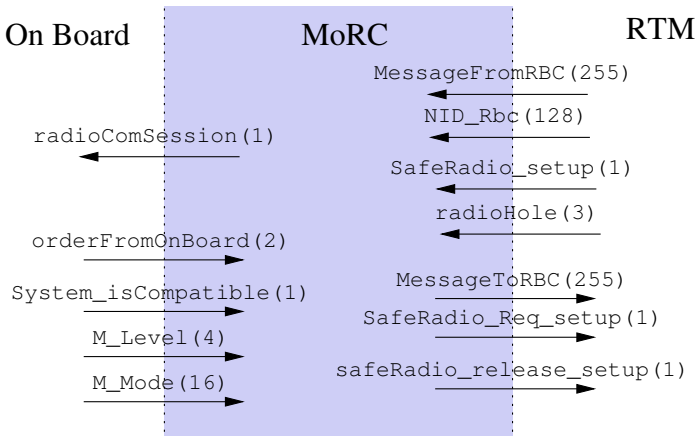 On Board MoRC RTM
MessageFromRBC(255)
NID_Rbc(128)
radioComSession(1)
SafeRadio_setup(1)
radioHole(3)
orderFromOnBoard(2)
MessageToRBC(255)
System_isCompatible(1)
SafeRadio_Req_setup(1)
M_Level(4)
safeRadio_release_setup(1)
M_Mode(16)